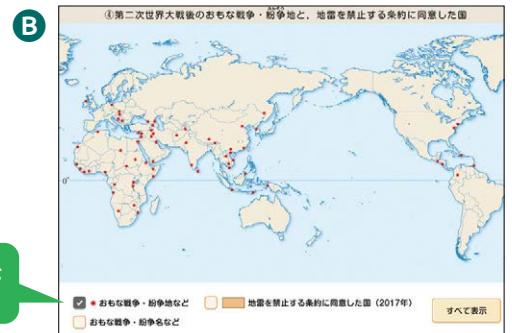 B
④第二次世界大戦後のおもな戦争・紛争地と，地雷を禁止する条約に同意した国
0°
おもな戦争・紛争地など
地雷を禁止する条約に同意した国（2017年）
おもな戦争・紛争名など
すべて表示